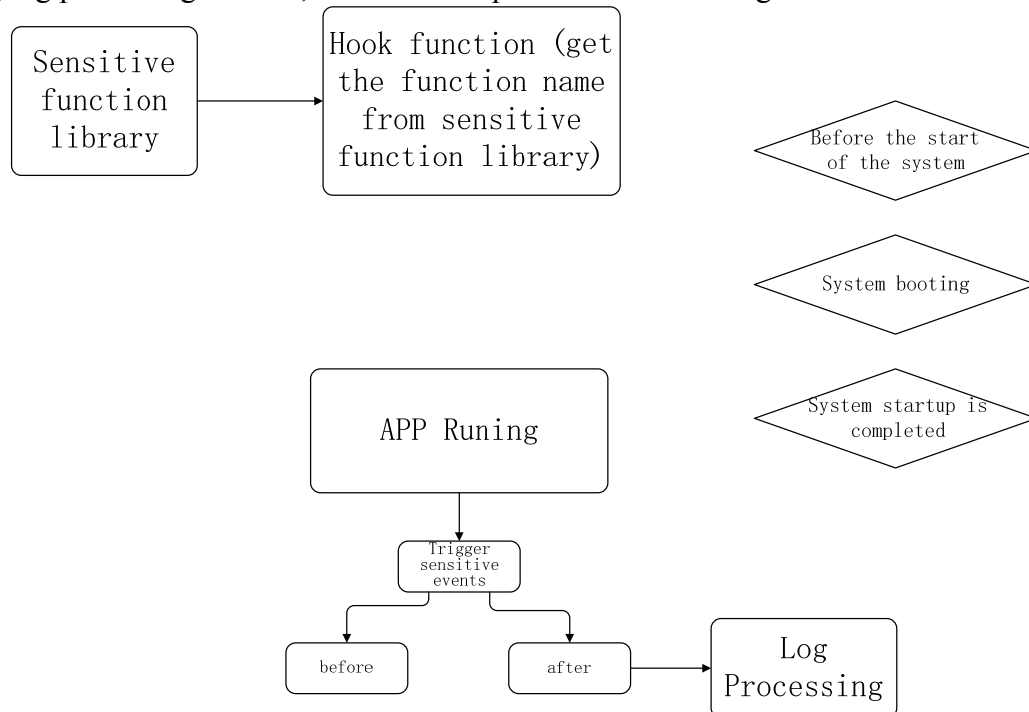 Sensitive
function
library
Hook function (get
the function name
from sensitive
function library)
Before the start
of the system
System booting
System startup is
completed
APP Runing
Trigger
sensitive
events
before
after
Log
Processing